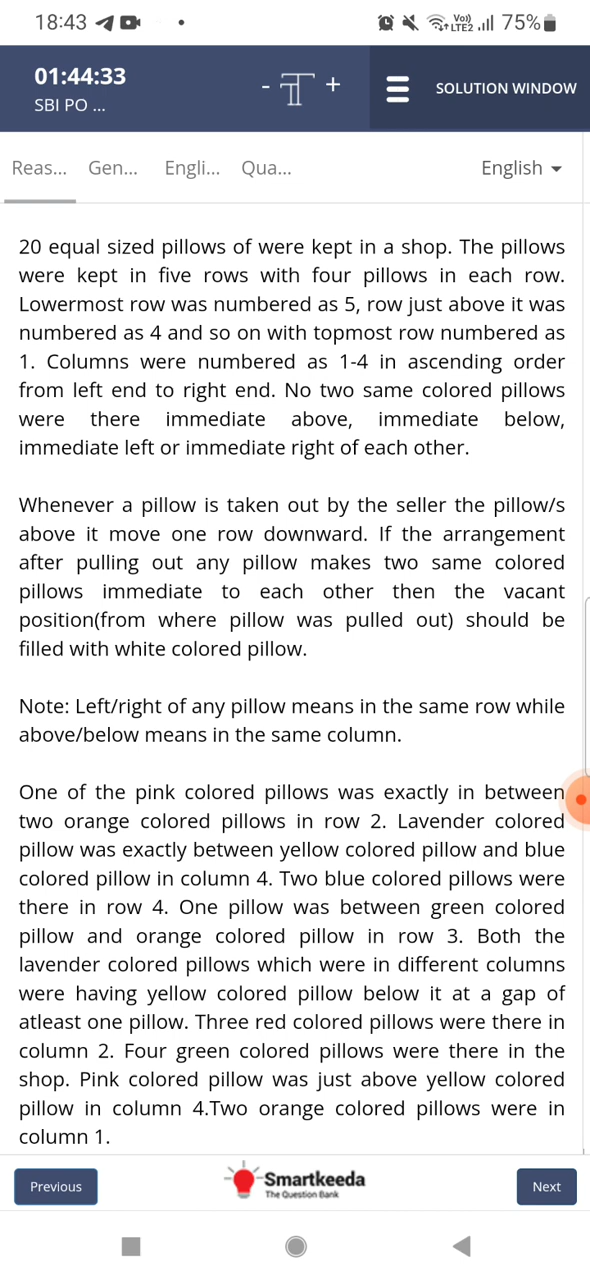 18:43
Vo) LTE2 75%
01:44:33
SBI PO ...
- T +
SOLUTION WINDOW
Reas... Gen... Engli... Qua... English
20 equal sized pillows of were kept in a shop. The pillows
were kept in five rows with four pillows in each row.
Lowermost row was numbered as 5, row just above it was
numbered as 4 and so on with topmost row numbered as
1. Columns were numbered as 1-4 in ascending order
from left end to right end. No two same colored pillows
were there immediate above, immediate below,
immediate left or immediate right of each other.
Whenever a pillow is taken out by the seller the pillow/s
above it move one row downward. If the arrangement
after pulling out any pillow makes two same colored
pillows immediate to each other then the vacant
position(from where pillow was pulled out) should be
filled with white colored pillow.
Note: Left/right of any pillow means in the same row while
above/below means in the same column.
One of the pink colored pillows was exactly in between
two orange colored pillows in row 2. Lavender colored
pillow was exactly between yellow colored pillow and blue
colored pillow in column 4. Two blue colored pillows were
there in row 4. One pillow was between green colored
pillow and orange colored pillow in row 3. Both the
lavender colored pillows which were in different columns
were having yellow colored pillow below it at a gap of
atleast one pillow. Three red colored pillows were there in
column 2. Four green colored pillows were there in the
shop. Pink colored pillow was just above yellow colored
pillow in column 4.Two orange colored pillows were in
column 1.
Previous
Smartkeeda
The Question Bank
Next